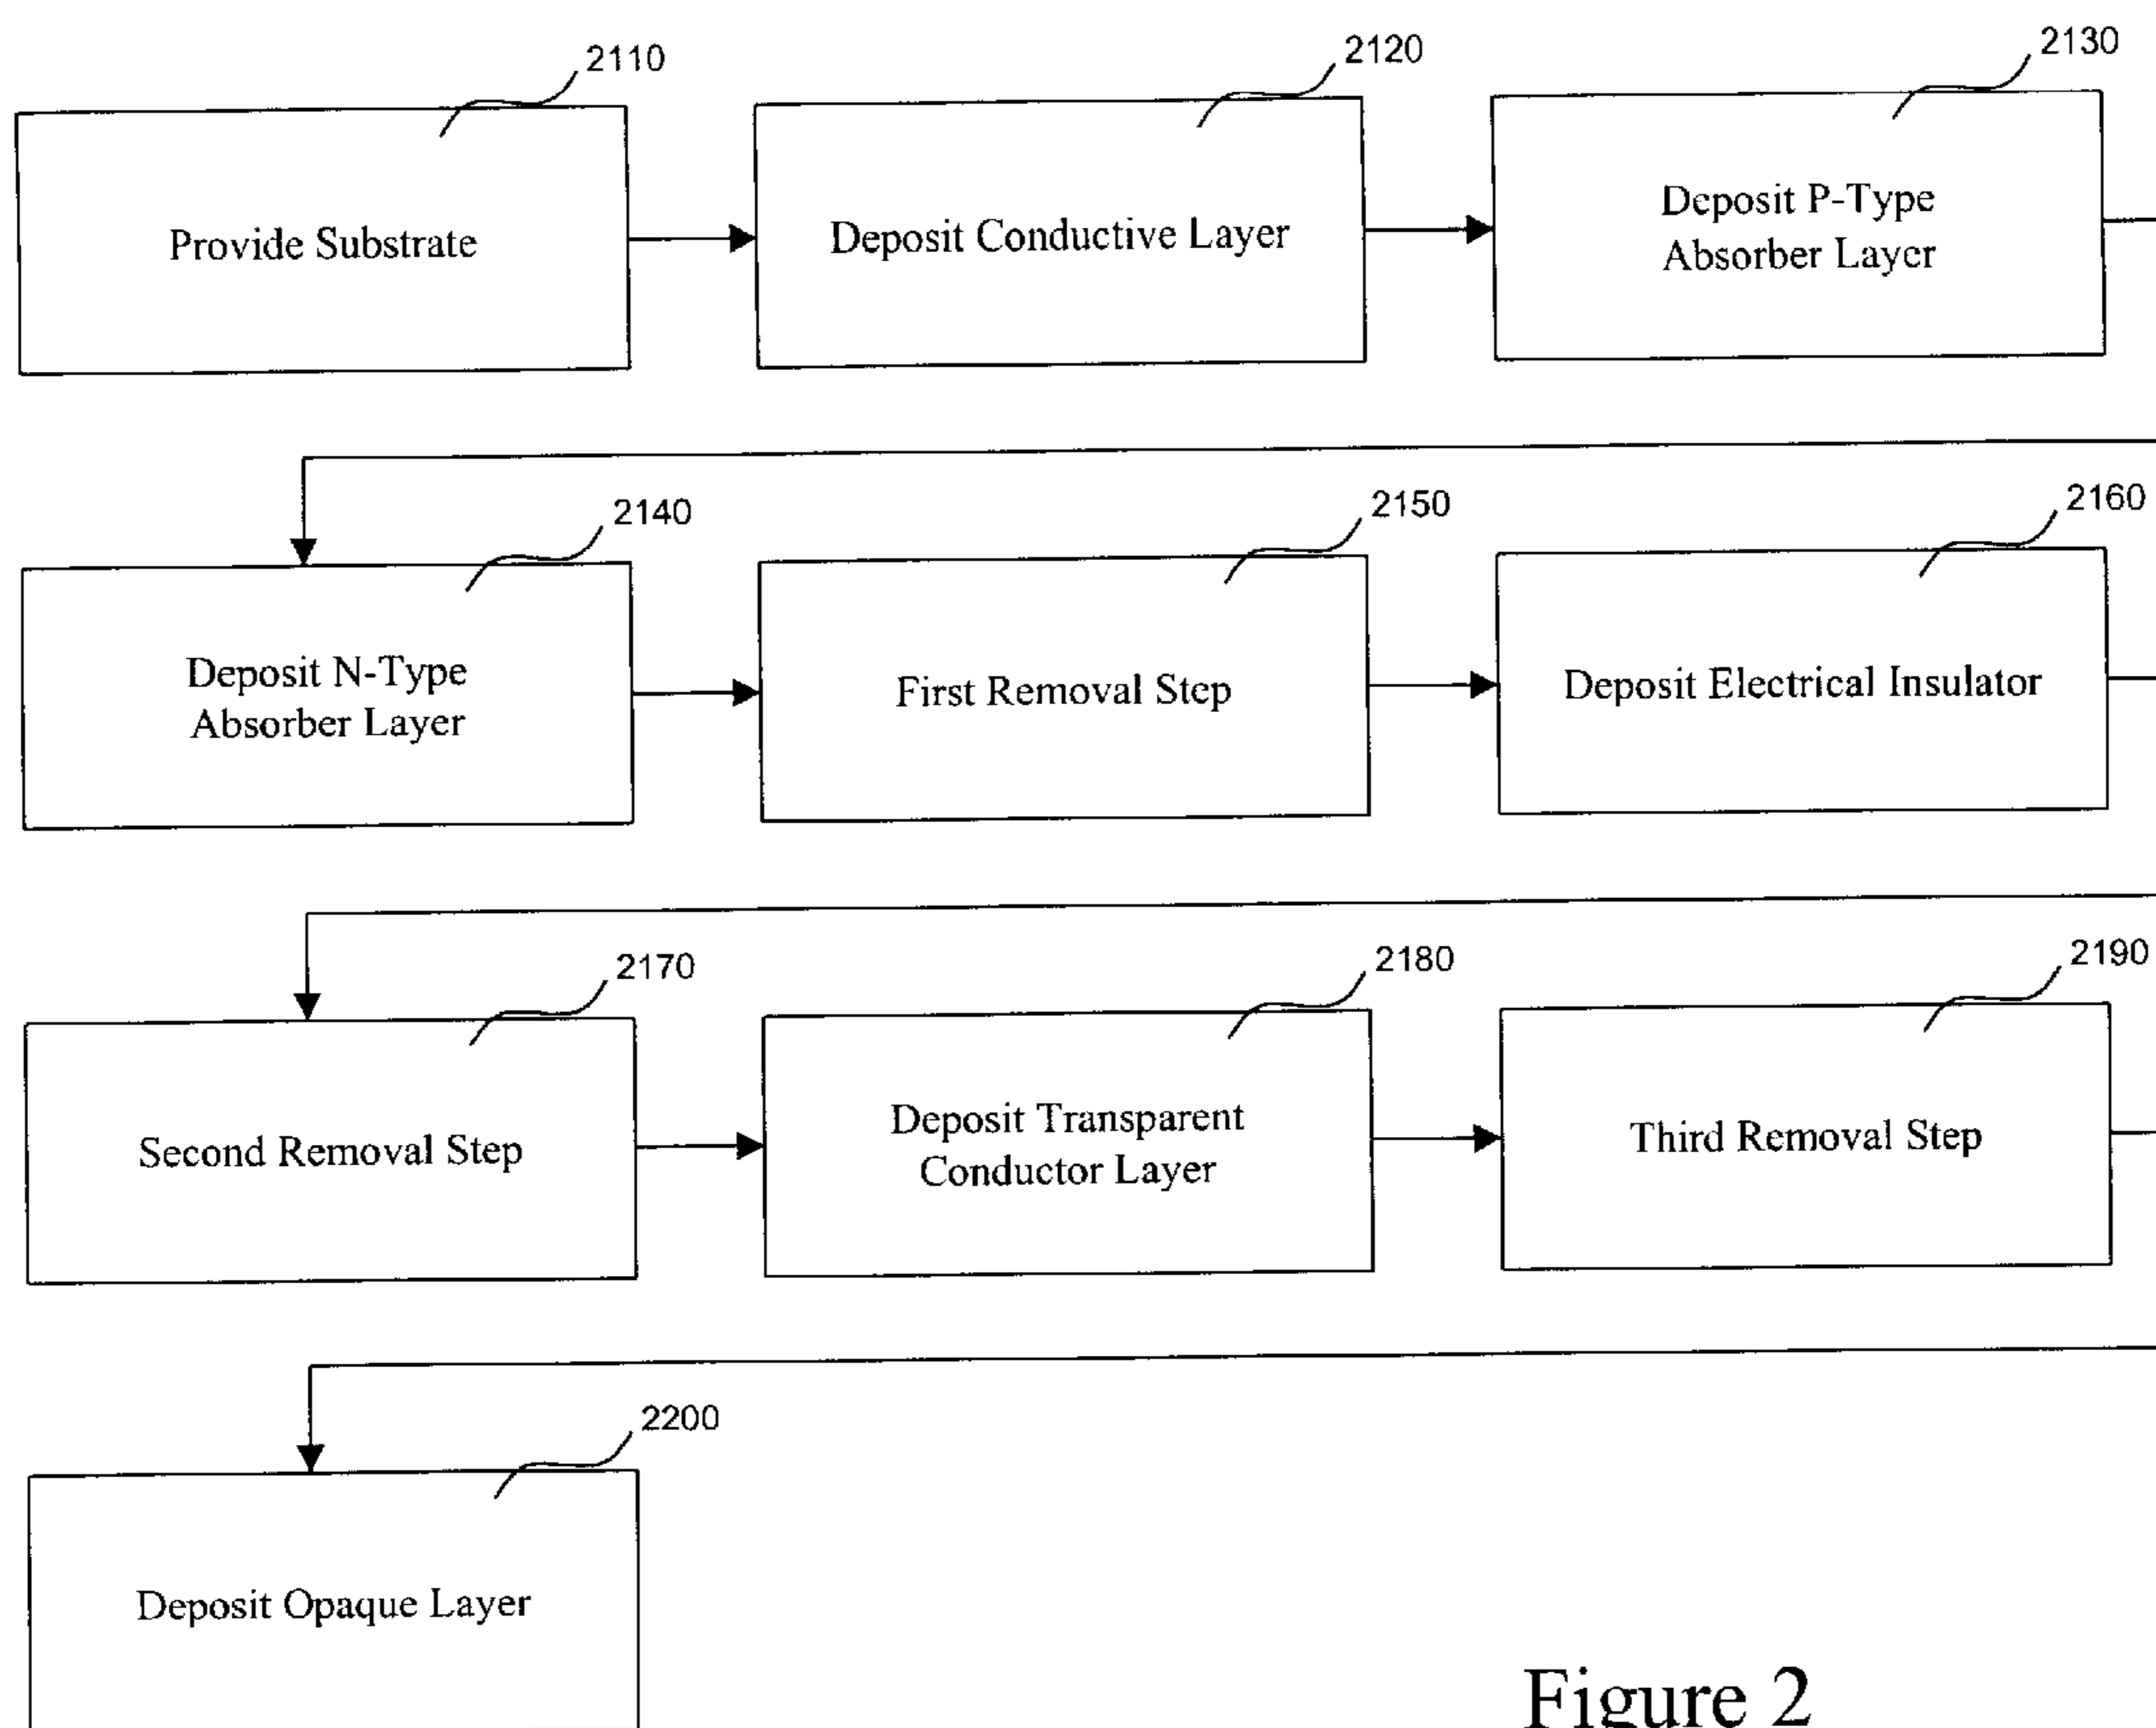 2110
2120
2130
Provide Substrate
Deposit Conductive Layer
Deposit P-Type
Absorber Layer
2140
2150
2160
Deposit N-Type
Absorber Layer
First Removal Step
Deposit Electrical Insulator
2170
2180
2190
Second Removal Step
Deposit Transparent
Conductor Layer
Third Removal Step
2200
Deposit Opaque Layer
Figure 2